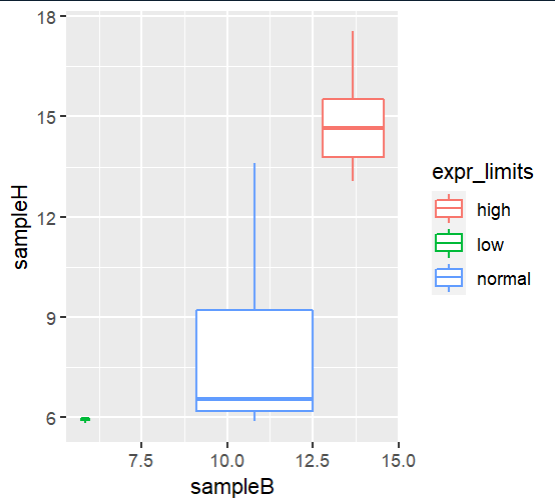 18
15
12
9
6
sampleH
7.5 10.0 12.5 15.0
sampleB
expr_limits
high
low
normal